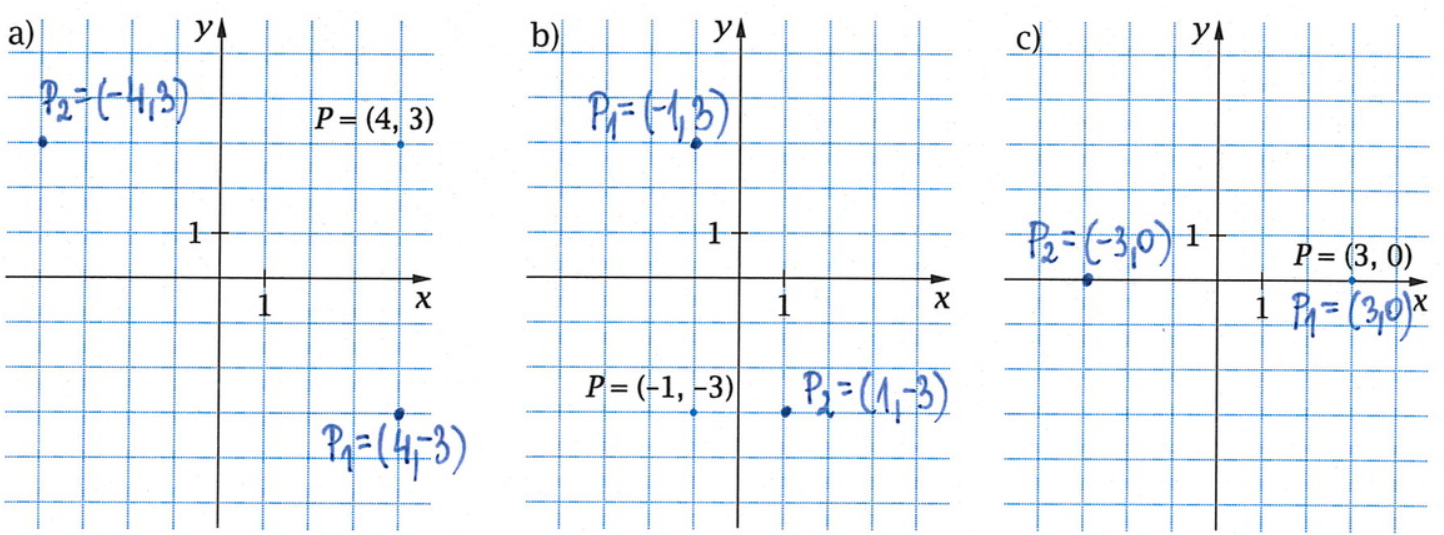 a)
y
P₂=(-4,3)
P = (4, 3)
1
x
1
P₁=(4,-3)
b)
y
P₁=(-1,3)
1
x
1
P = (-1, -3)
P₂=(1,-3)
c)
y
P₂=(-3,0)
1
P = (3, 0)
1
P₁=(3,0)
x